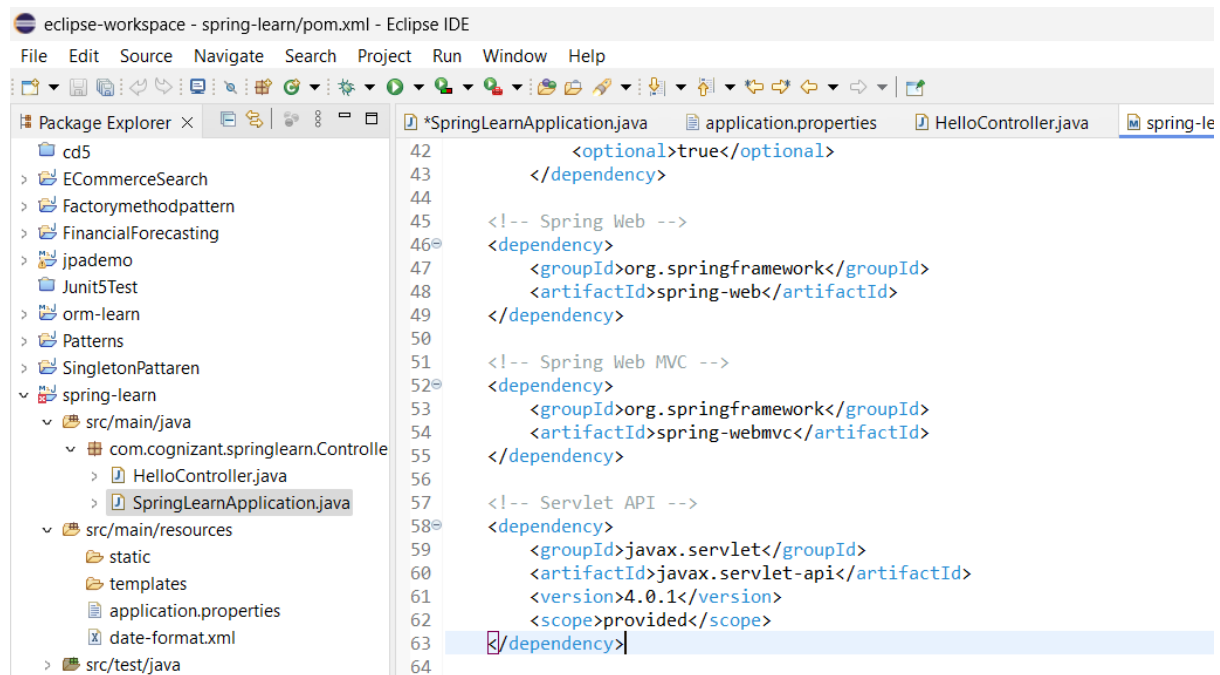 eclipse-workspace - spring-learn/pom.xml - Eclipse IDE
File Edit Source Navigate Search Project Run Window Help
Package Explorer
cd5
ECommerceSearch
Factorymethodpattern
FinancialForecasting
jpademo
Junit5Test
orm-learn
Patterns
SingletonPattaren
spring-learn
src/main/java
com.cognizant.springlearn.Controlle
HelloController.java
SpringLearnApplication.java
src/main/resources
static
templates
application.properties
date-format.xml
src/test/java
*SpringLearnApplication.java application.properties HelloController.java spring-le
42 <optional>true</optional>
43 </dependency>
44
45 <!-- Spring Web -->
46 <dependency>
47 <groupId>org.springframework</groupId>
48 <artifactId>spring-web</artifactId>
49 </dependency>
50
51 <!-- Spring Web MVC -->
52 <dependency>
53 <groupId>org.springframework</groupId>
54 <artifactId>spring-webmvc</artifactId>
55 </dependency>
56
57 <!-- Servlet API -->
58 <dependency>
59 <groupId>javax.servlet</groupId>
60 <artifactId>javax.servlet-api</artifactId>
61 <version>4.0.1</version>
62 <scope>provided</scope>
63 </dependency>
64